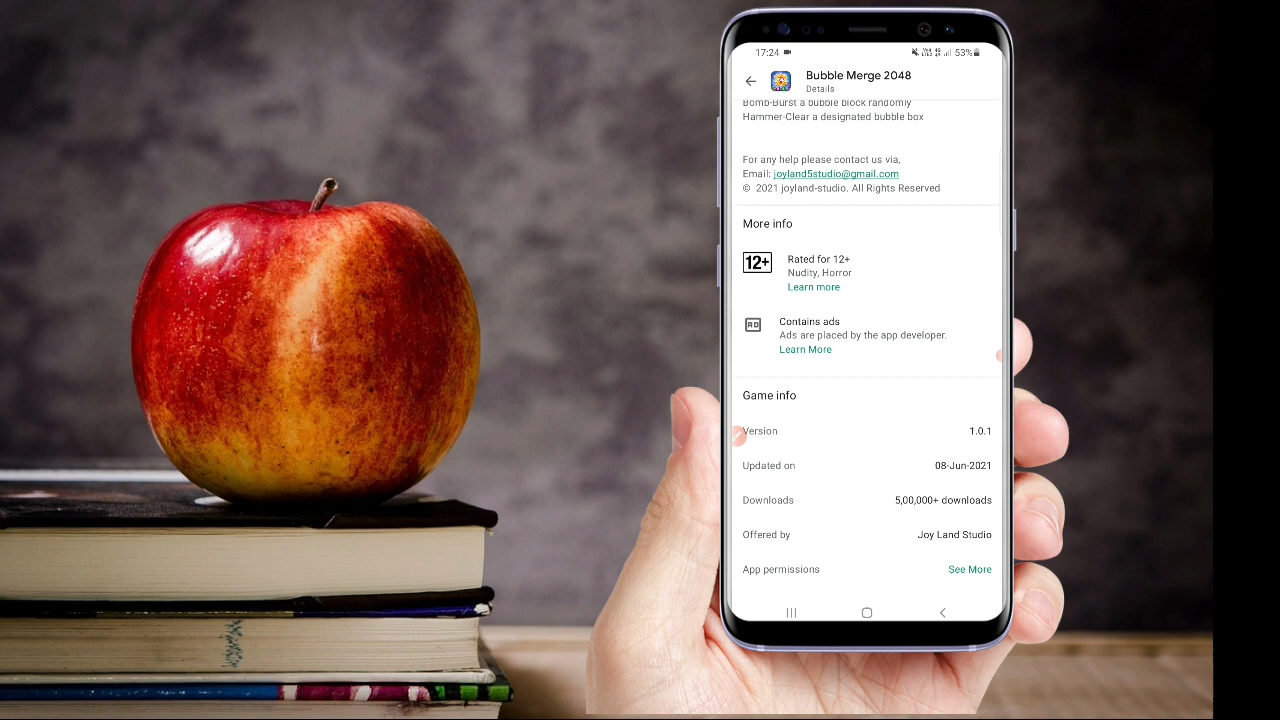 17:24
53%
Bubble Merge 2048
Details
Bomb-Burst a bubble block randomly
Hammer-Clear a designated bubble box
For any help please contact us via,
Email: joyland5studio@gmail.com
© 2021 joyland-studio. All Rights Reserved
More info
12+
Rated for 12+
Nudity, Horror
Learn more
AD
Contains ads
Ads are placed by the app developer.
Learn More
Game info
Version 1.0.1
Updated on 08-Jun-2021
Downloads 5,00,000+ downloads
Offered by Joy Land Studio
App permissions See More